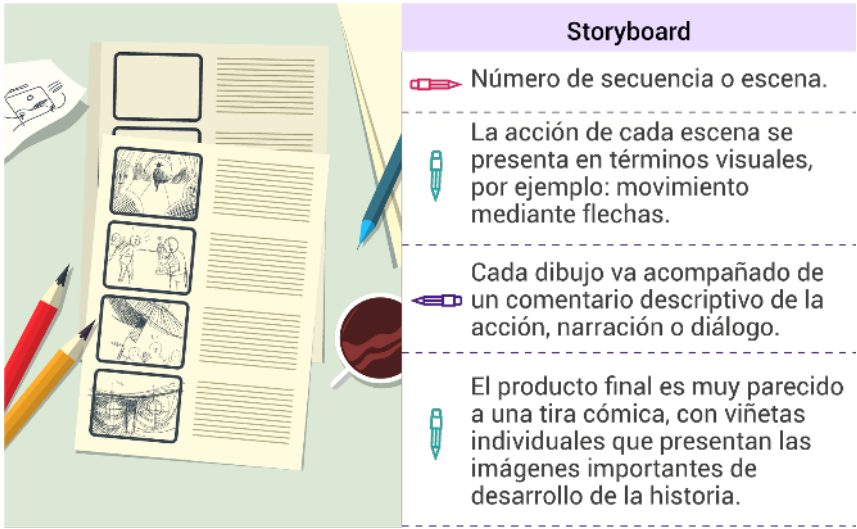 Storyboard
Número de secuencia o escena.
La acción de cada escena se
presenta en términos visuales,
por ejemplo: movimiento
mediante flechas.
Cada dibujo va acompañado de
un comentario descriptivo de la
acción, narración o diálogo.
El producto final es muy parecido
a una tira cómica, con viñetas
individuales que presentan las
imágenes importantes de
desarrollo de la historia.